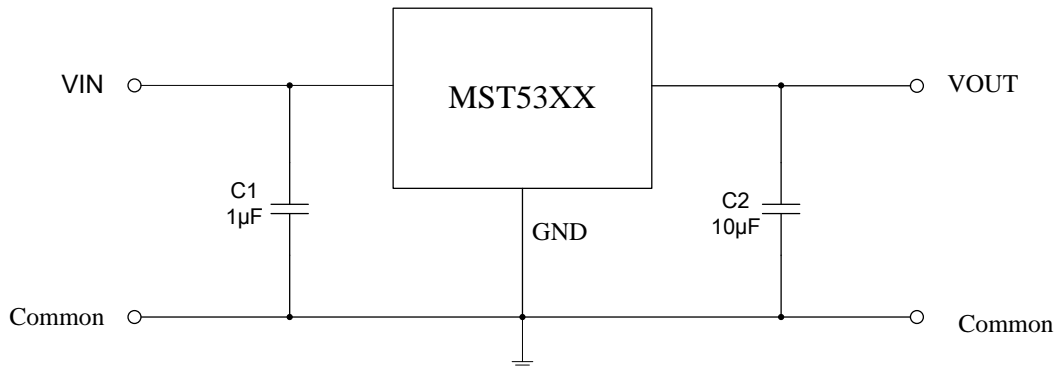 VIN
MST53XX
VOUT
C1
1µF
C2
10µF
GND
Common
Common